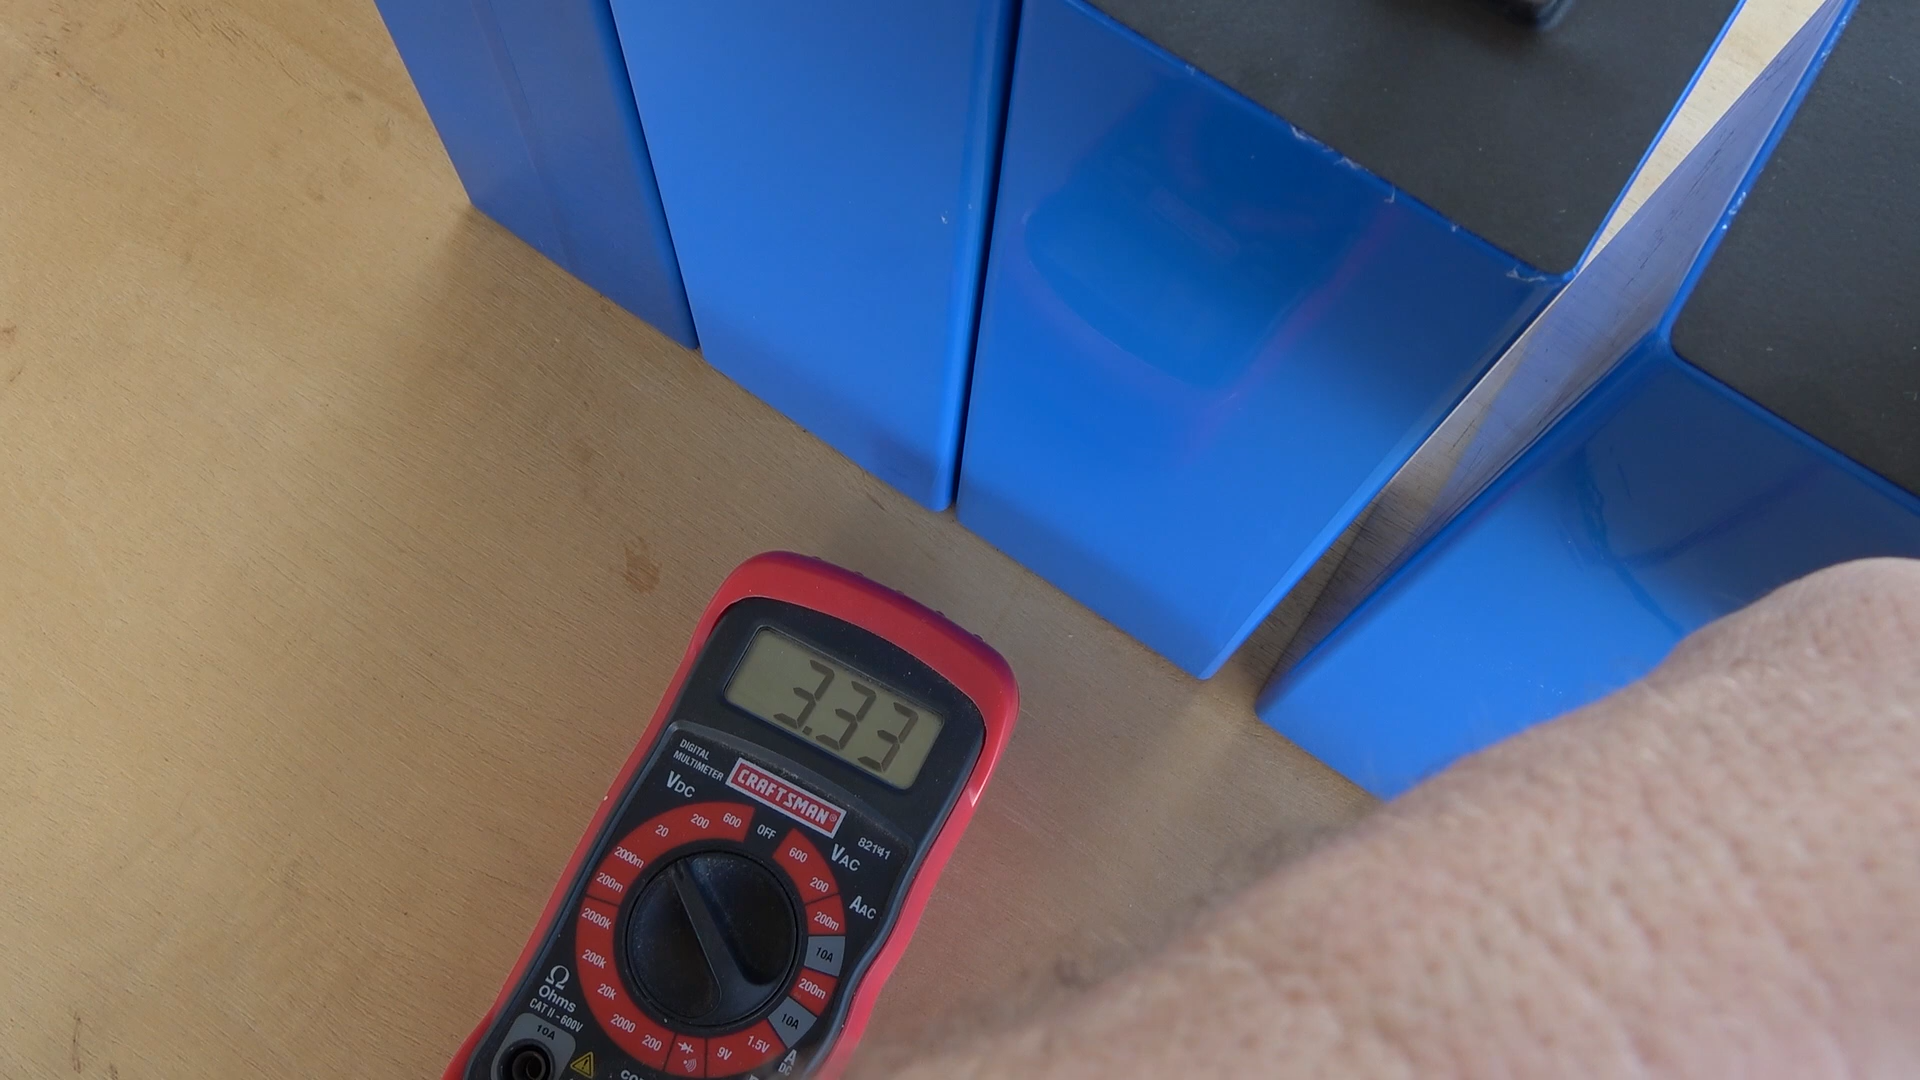 3.33
DIGITAL
MULTIMETER
CRAFTSMAN®
82141
VDC
OFF
VAC
600
200
20
2000m
200m
2000k
200k
20k
2000
200
9V
1.5V
10A
200m
10A
200m
200
600
AAC
ADC
Ω
Ohms
CAT II - 600V
10A